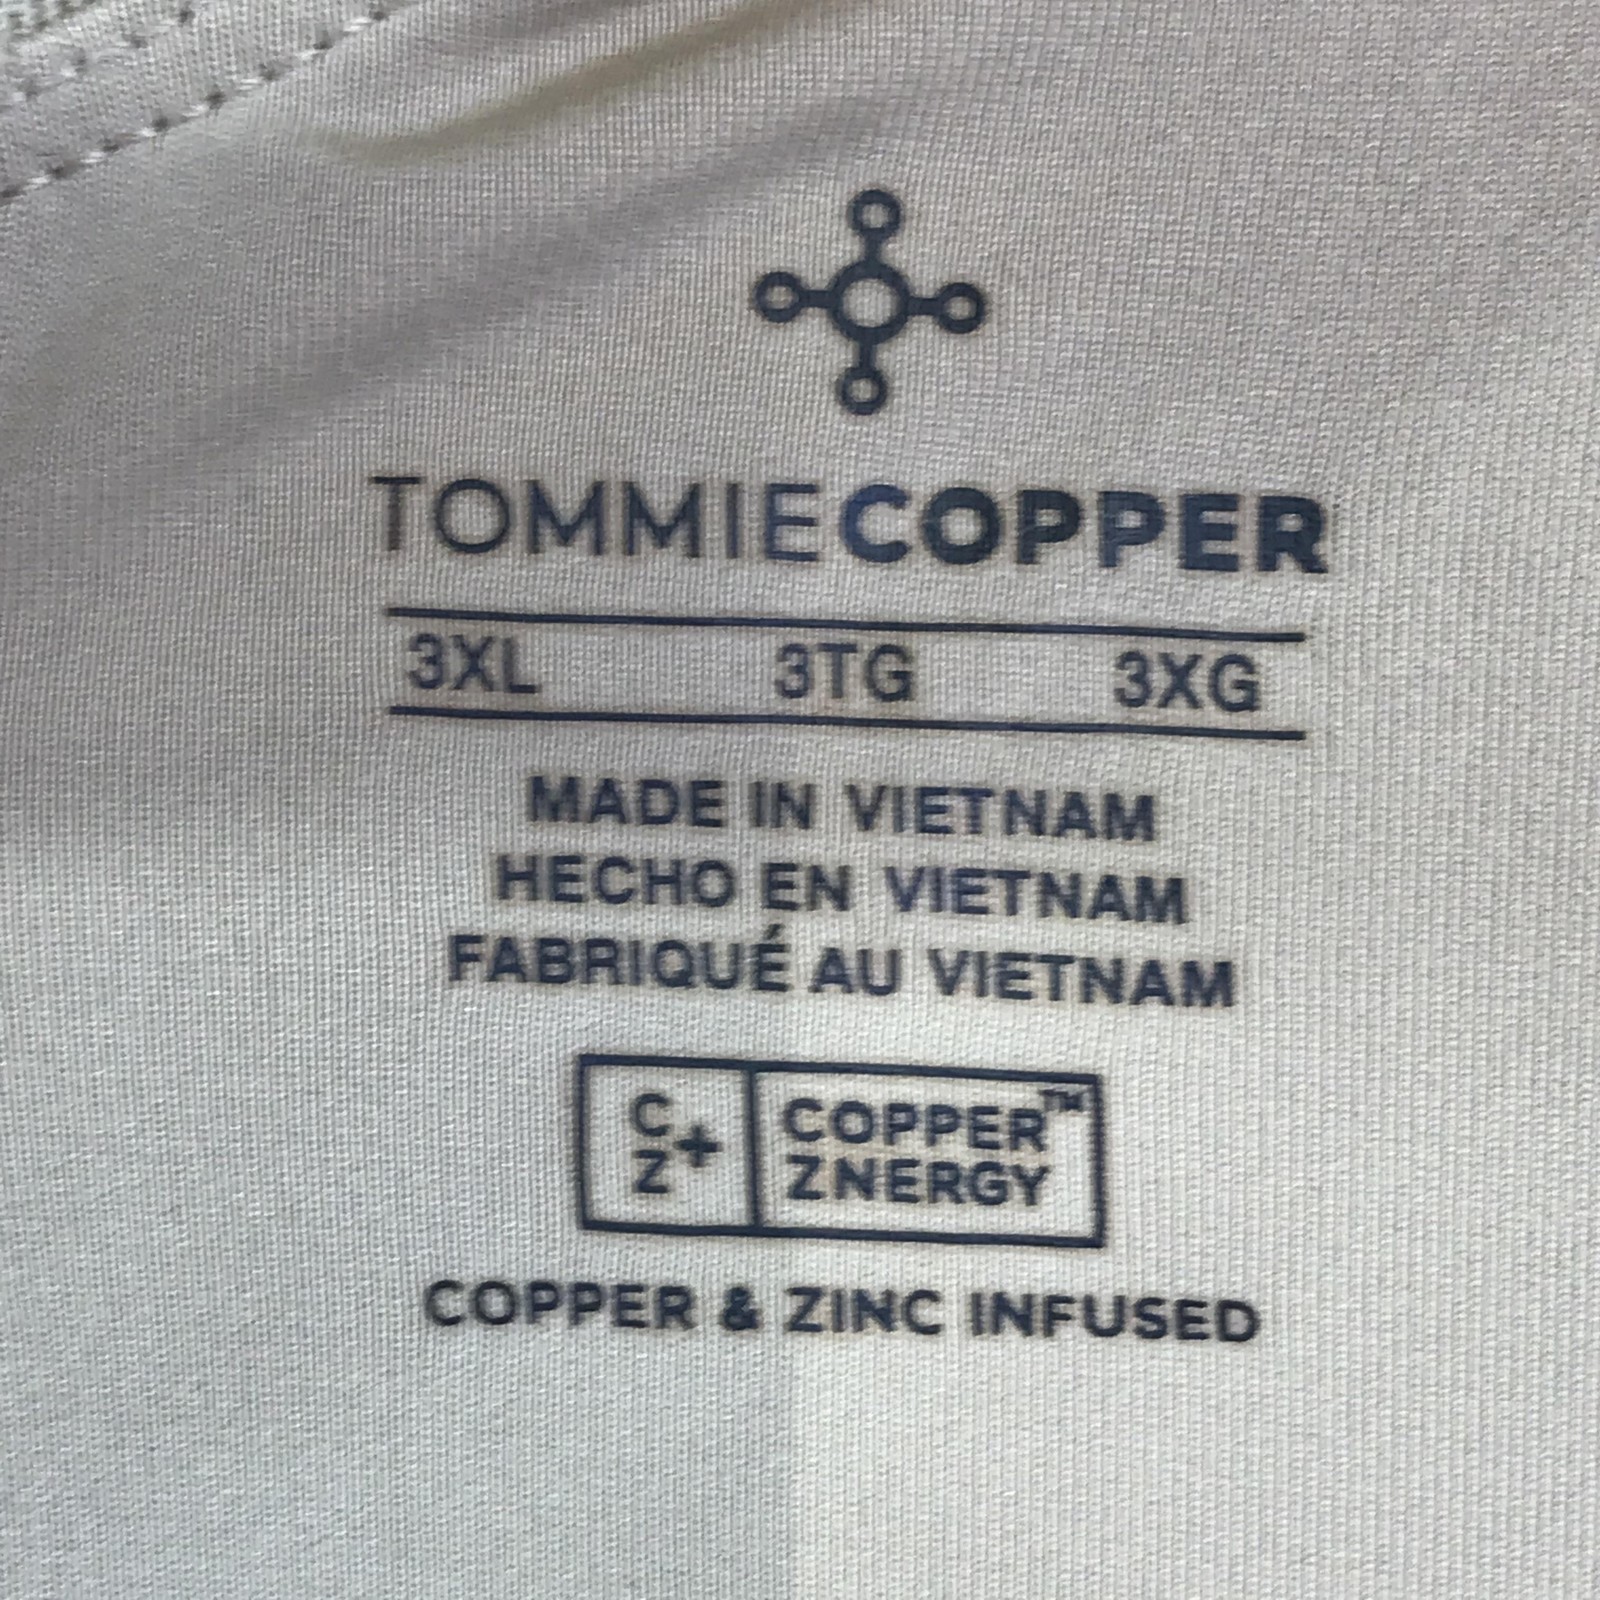 TOMMIECOPPER
3XL 3TG 3XG
MADE IN VIETNAM
HECHO EN VIETNAM
FABRIQUÉ AU VIETNAM
C
Z+
COPPER™
ZNERGY
COPPER & ZINC INFUSED